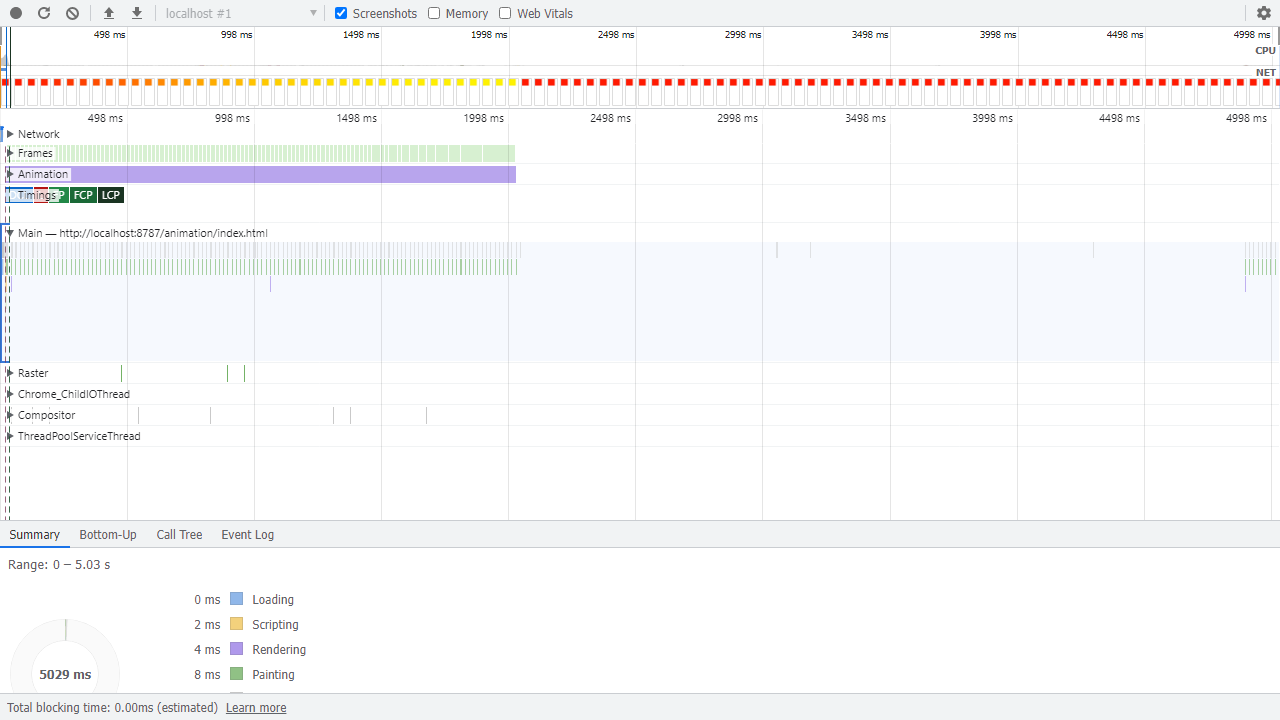 localhost #1 Screenshots Memory Web Vitals
498 ms 998 ms 1498 ms 1998 ms 2498 ms 2998 ms 3498 ms 3998 ms 4498 ms 4998 ms
CPU
NET
498 ms 998 ms 1498 ms 1998 ms 2498 ms 2998 ms 3498 ms 3998 ms 4498 ms 4998 ms
Network
Frames
Animation
Timings P FCP LCP
Main — http://localhost:8787/animation/index.html
Raster
Chrome_ChildIOThread
Compositor
ThreadPoolServiceThread
Summary Bottom-Up Call Tree Event Log
Range: 0 – 5.03 s
0 ms Loading
2 ms Scripting
4 ms Rendering
5029 ms 8 ms Painting
Total blocking time: 0.00ms (estimated) Learn more